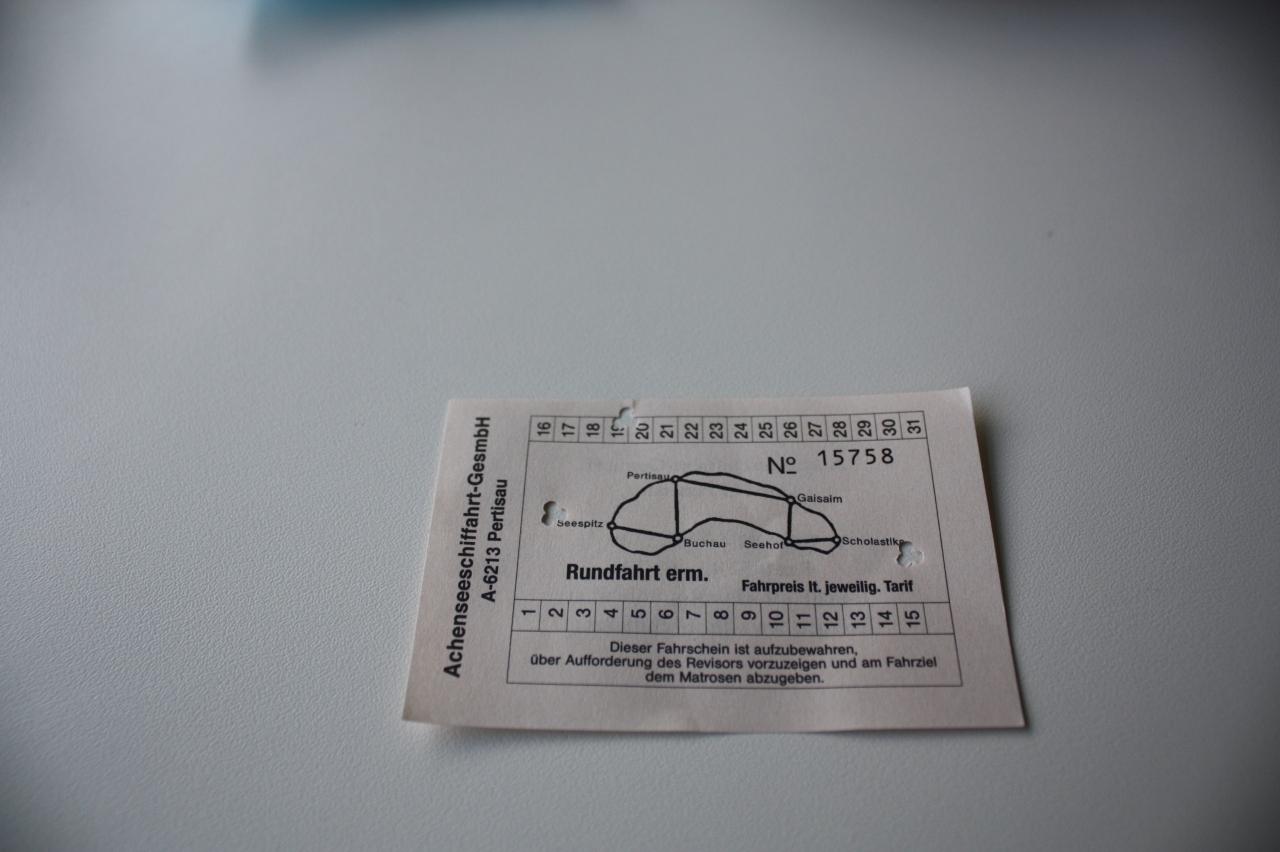 Achenseeschiffahrt-GesmbH
A-6213 Pertisau
16 17 18 19 20 21 22 23 24 25 26 27 28 29 30 31
Nº 15758
Pertisau
Gaisalm
Seespitz
Buchau
Seehof
Scholastika
Rundfahrt erm.
Fahrpreis lt. jeweilig. Tarif
1 2 3 4 5 6 7 8 9 10 11 12 13 14 15
Dieser Fahrschein ist aufzubewahren,
über Aufforderung des Revisors vorzuzeigen und am Fahrziel
dem Matrosen abzugeben.